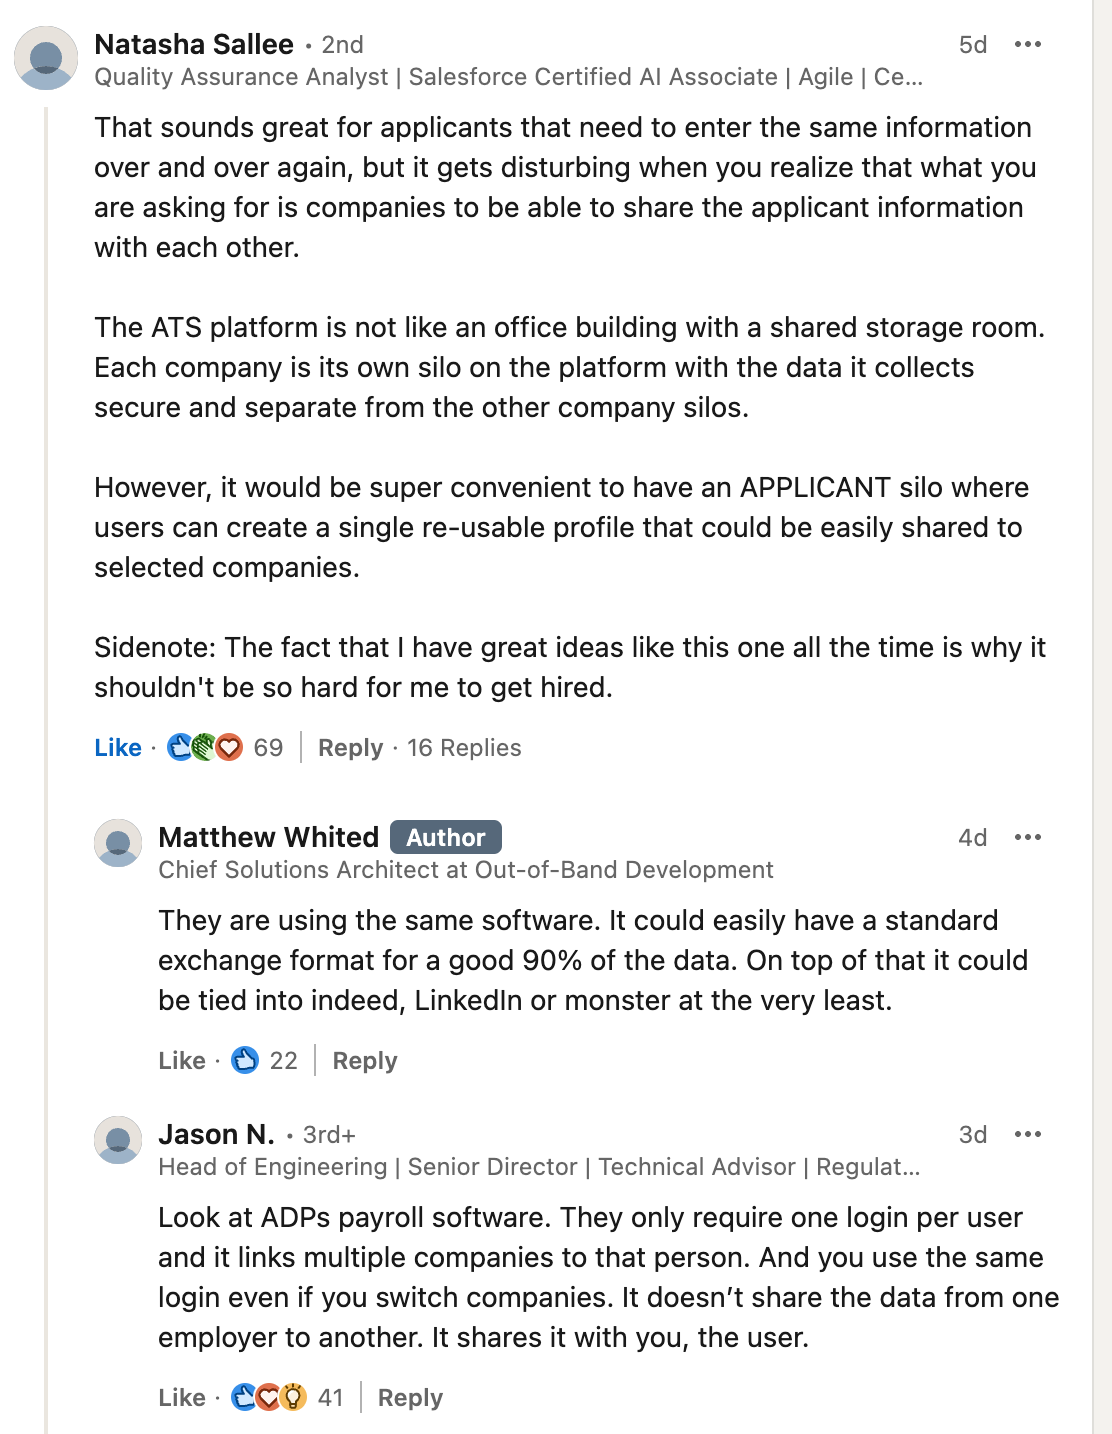 Natasha Sallee • 2nd
5d •••
Quality Assurance Analyst | Salesforce Certified AI Associate | Agile | Ce...
That sounds great for applicants that need to enter the same information
over and over again, but it gets disturbing when you realize that what you
are asking for is companies to be able to share the applicant information
with each other.
The ATS platform is not like an office building with a shared storage room.
Each company is its own silo on the platform with the data it collects
secure and separate from the other company silos.
However, it would be super convenient to have an APPLICANT silo where
users can create a single re-usable profile that could be easily shared to
selected companies.
Sidenote: The fact that I have great ideas like this one all the time is why it
shouldn't be so hard for me to get hired.
Like · 69 | Reply · 16 Replies
Matthew Whited Author
4d •••
Chief Solutions Architect at Out-of-Band Development
They are using the same software. It could easily have a standard
exchange format for a good 90% of the data. On top of that it could
be tied into indeed, LinkedIn or monster at the very least.
Like · 22 | Reply
Jason N. • 3rd+
3d •••
Head of Engineering | Senior Director | Technical Advisor | Regulat...
Look at ADPs payroll software. They only require one login per user
and it links multiple companies to that person. And you use the same
login even if you switch companies. It doesn’t share the data from one
employer to another. It shares it with you, the user.
Like · 41 | Reply